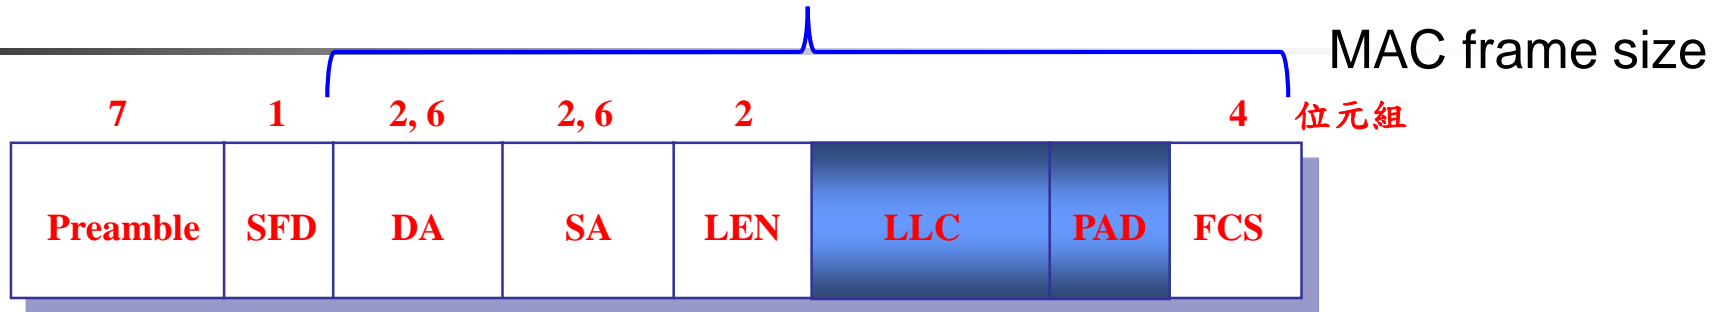 MAC frame size
7 1 2, 6 2, 6 2 4 位元組
Preamble SFD DA SA LEN LLC PAD FCS